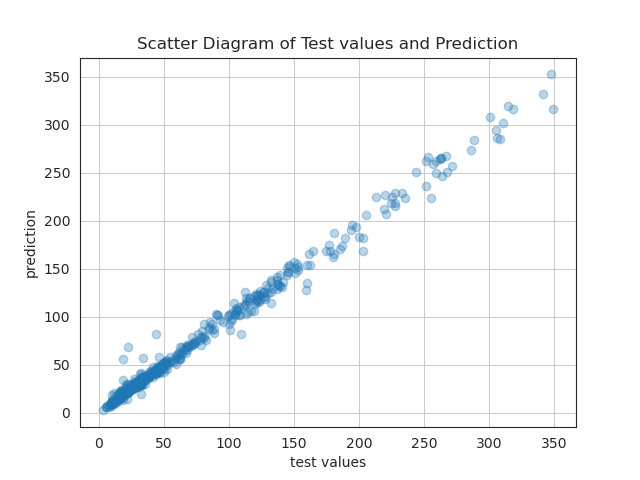 Scatter Diagram of Test values and Prediction
350
300
250
200
150
100
50
0
prediction
0 50 100 150 200 250 300 350
test values